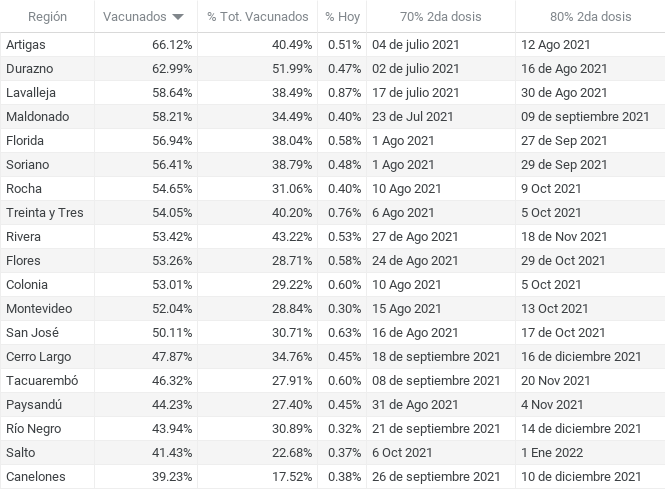 Región Vacunados % Tot. Vacunados % Hoy 70% 2da dosis 80% 2da dosis
Artigas 66.12% 40.49% 0.51% 04 de julio 2021 12 Ago 2021
Durazno 62.99% 51.99% 0.47% 02 de julio 2021 16 de Ago 2021
Lavalleja 58.64% 38.49% 0.87% 17 de julio 2021 30 de Ago 2021
Maldonado 58.21% 34.49% 0.40% 23 de Jul 2021 09 de septiembre 2021
Florida 56.94% 38.04% 0.58% 1 Ago 2021 27 de Sep 2021
Soriano 56.41% 38.79% 0.48% 1 Ago 2021 29 de Sep 2021
Rocha 54.65% 31.06% 0.40% 10 Ago 2021 9 Oct 2021
Treinta y Tres 54.05% 40.20% 0.76% 6 Ago 2021 5 Oct 2021
Rivera 53.42% 43.22% 0.53% 27 de Ago 2021 18 de Nov 2021
Flores 53.26% 28.71% 0.58% 24 de Ago 2021 29 de Oct 2021
Colonia 53.01% 29.22% 0.60% 10 Ago 2021 5 Oct 2021
Montevideo 52.04% 28.84% 0.30% 15 Ago 2021 13 Oct 2021
San José 50.11% 30.71% 0.63% 16 de Ago 2021 17 de Oct 2021
Cerro Largo 47.87% 34.76% 0.45% 18 de septiembre 2021 16 de diciembre 2021
Tacuarembó 46.32% 27.91% 0.60% 08 de septiembre 2021 20 Nov 2021
Paysandú 44.23% 27.40% 0.45% 31 de Ago 2021 4 Nov 2021
Río Negro 43.94% 30.89% 0.32% 21 de septiembre 2021 14 de diciembre 2021
Salto 41.43% 22.68% 0.37% 6 Oct 2021 1 Ene 2022
Canelones 39.23% 17.52% 0.38% 26 de septiembre 2021 10 de diciembre 2021